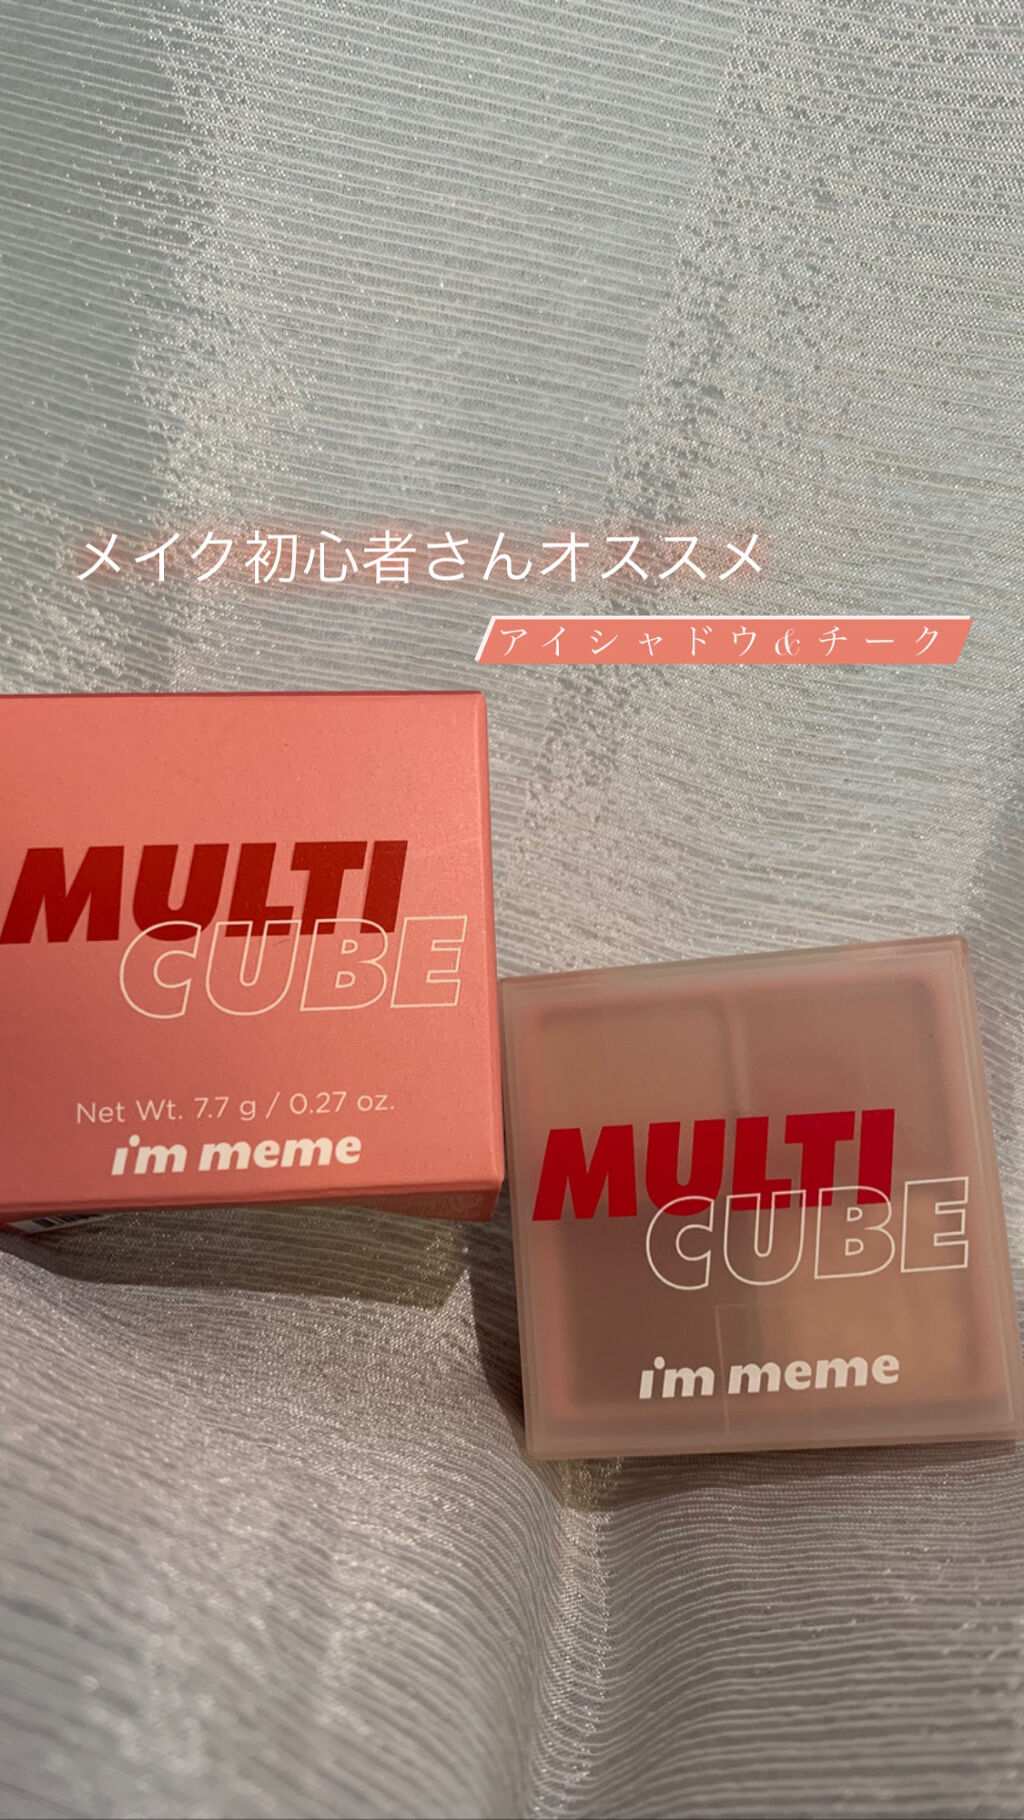 メイク初心者さんオススメ
アイシャドウ&チーク
MULTI
CUBE
Net Wt. 7.7 g / 0.27 oz.
i'm meme
MULTI
CUBE
i'm meme